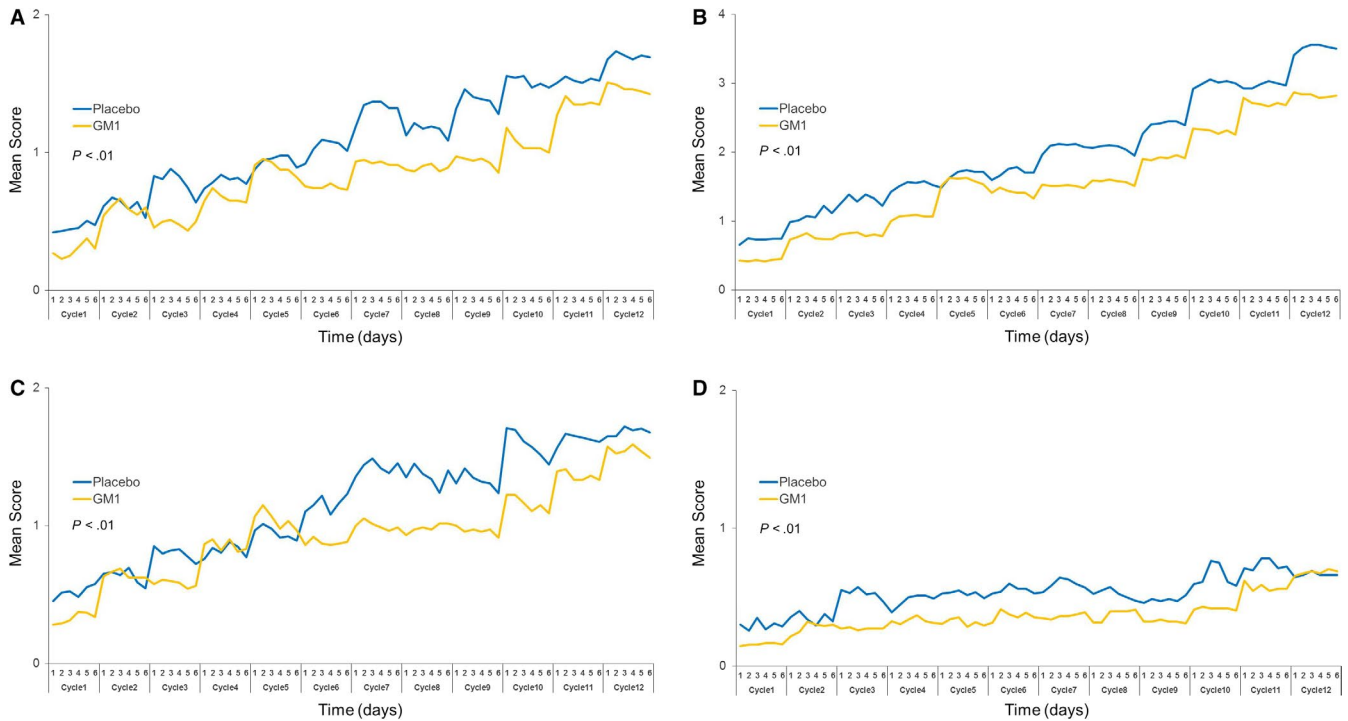 A
2
Mean Score
Placebo
GM1
P < .01
1
0
1 2 3 4 5 6 1 2 3 4 5 6 1 2 3 4 5 6 1 2 3 4 5 6 1 2 3 4 5 6 1 2 3 4 5 6 1 2 3 4 5 6 1 2 3 4 5 6 1 2 3 4 5 6 1 2 3 4 5 6 1 2 3 4 5 6 1 2 3 4 5 6
Cycle1 Cycle2 Cycle3 Cycle4 Cycle5 Cycle6 Cycle7 Cycle8 Cycle9 Cycle10 Cycle11 Cycle12
Time (days)
B
4
3
Mean Score
Placebo
GM1
P < .01
2
1
0
1 2 3 4 5 6 1 2 3 4 5 6 1 2 3 4 5 6 1 2 3 4 5 6 1 2 3 4 5 6 1 2 3 4 5 6 1 2 3 4 5 6 1 2 3 4 5 6 1 2 3 4 5 6 1 2 3 4 5 6 1 2 3 4 5 6 1 2 3 4 5 6
Cycle1 Cycle2 Cycle3 Cycle4 Cycle5 Cycle6 Cycle7 Cycle8 Cycle9 Cycle10 Cycle11 Cycle12
Time (days)
C
2
Mean Score
Placebo
GM1
P < .01
1
0
1 2 3 4 5 6 1 2 3 4 5 6 1 2 3 4 5 6 1 2 3 4 5 6 1 2 3 4 5 6 1 2 3 4 5 6 1 2 3 4 5 6 1 2 3 4 5 6 1 2 3 4 5 6 1 2 3 4 5 6 1 2 3 4 5 6 1 2 3 4 5 6
Cycle1 Cycle2 Cycle3 Cycle4 Cycle5 Cycle6 Cycle7 Cycle8 Cycle9 Cycle10 Cycle11 Cycle12
Time (days)
D
2
Mean Score
Placebo
GM1
P < .01
1
0
1 2 3 4 5 6 1 2 3 4 5 6 1 2 3 4 5 6 1 2 3 4 5 6 1 2 3 4 5 6 1 2 3 4 5 6 1 2 3 4 5 6 1 2 3 4 5 6 1 2 3 4 5 6 1 2 3 4 5 6 1 2 3 4 5 6 1 2 3 4 5 6
Cycle1 Cycle2 Cycle3 Cycle4 Cycle5 Cycle6 Cycle7 Cycle8 Cycle9 Cycle10 Cycle11 Cycle12
Time (days)